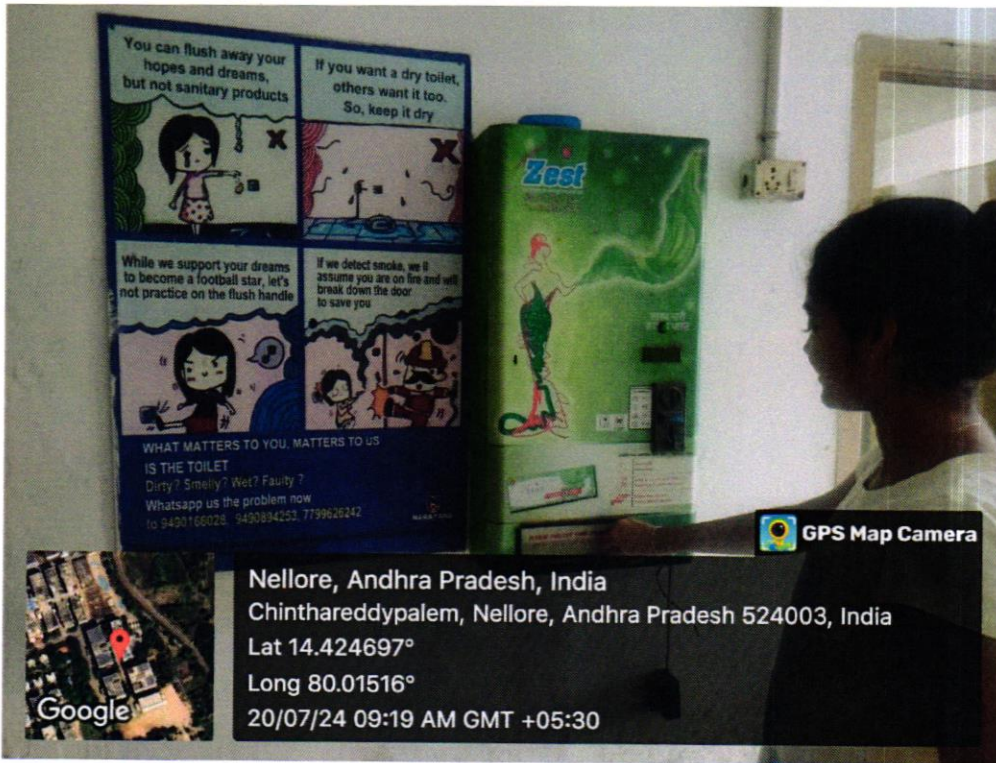 You can flush away your
hopes and dreams,
but not sanitary products
If you want a dry toilet,
others want it too.
So, keep it dry
While we support your dreams
to become a football star, let's
not practice on the flush handle
If we detect smoke, we ll
assume you are on fire and will
break down the door
to save you
WHAT MATTERS TO YOU, MATTERS TO US
IS THE TOILET
Dirty? Smelly? Wet? Faulty ?
Whatsapp us the problem now
to 9490166028, 9490894253, 7799626242
Zest
GPS Map Camera
Nellore, Andhra Pradesh, India
Chinthareddypalem, Nellore, Andhra Pradesh 524003, India
Lat 14.424697°
Long 80.01516°
20/07/24 09:19 AM GMT +05:30
Google